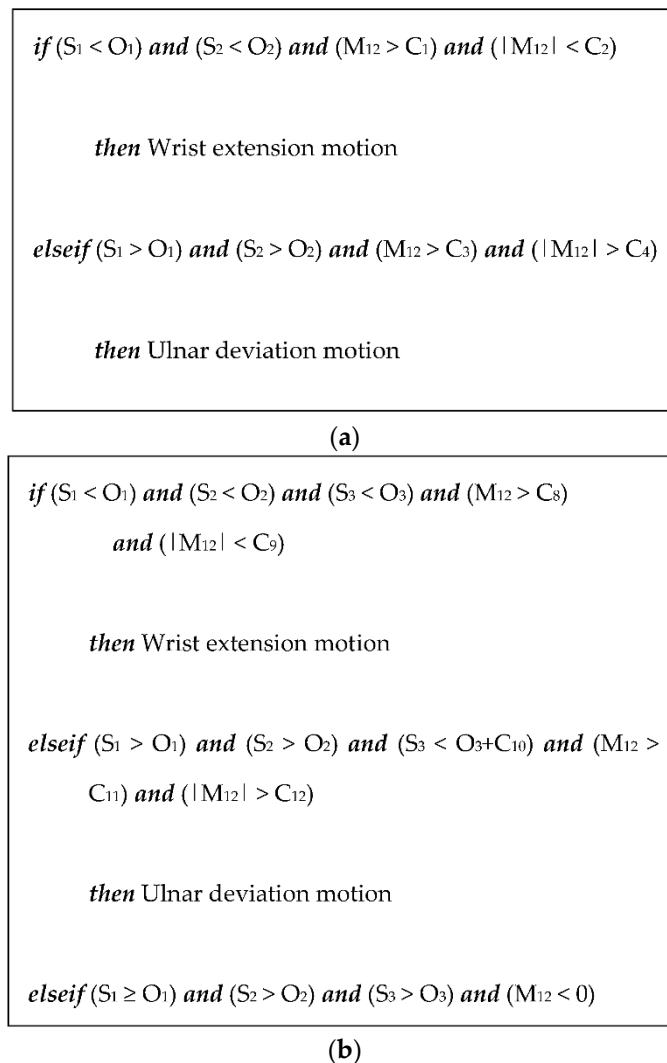 if (S₁ < O₁) and (S₂ < O₂) and (M₁₂ > C₁) and (|M₁₂| < C₂)
then Wrist extension motion
elseif (S₁ > O₁) and (S₂ > O₂) and (M₁₂ > C₃) and (|M₁₂| > C₄)
then Ulnar deviation motion
(a)
if (S₁ < O₁) and (S₂ < O₂) and (S₃ < O₃) and (M₁₂ > C₈)
and (|M₁₂| < C₉)
then Wrist extension motion
elseif (S₁ > O₁) and (S₂ > O₂) and (S₃ < O₃+C₁₀) and (M₁₂ >
C₁₁) and (|M₁₂| > C₁₂)
then Ulnar deviation motion
elseif (S₁ ≥ O₁) and (S₂ > O₂) and (S₃ > O₃) and (M₁₂ < 0)
(b)